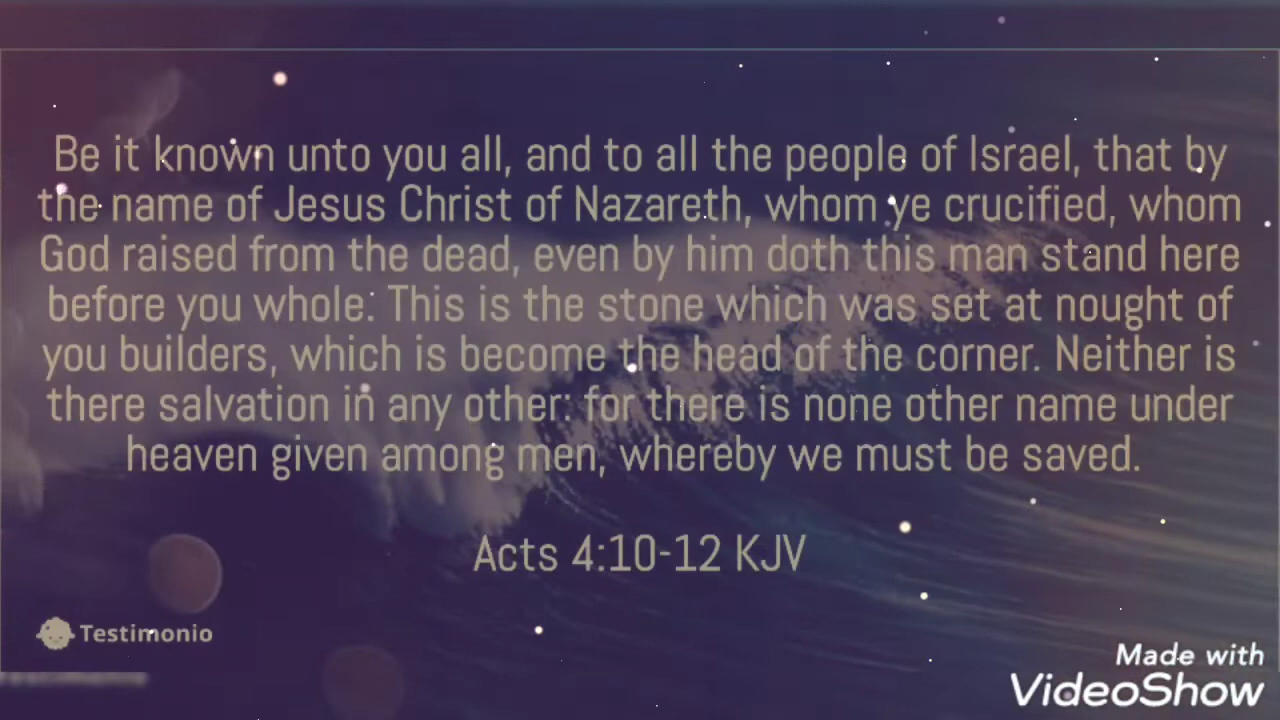 Be it known unto you all, and to all the people of Israel, that by
the name of Jesus Christ of Nazareth, whom ye crucified, whom
God raised from the dead, even by him doth this man stand here
before you whole. This is the stone which was set at nought of
you builders, which is become the head of the corner. Neither is
there salvation in any other: for there is none other name under
heaven given among men, whereby we must be saved.
Acts 4:10-12 KJV
Testimonio
Made with
VideoShow